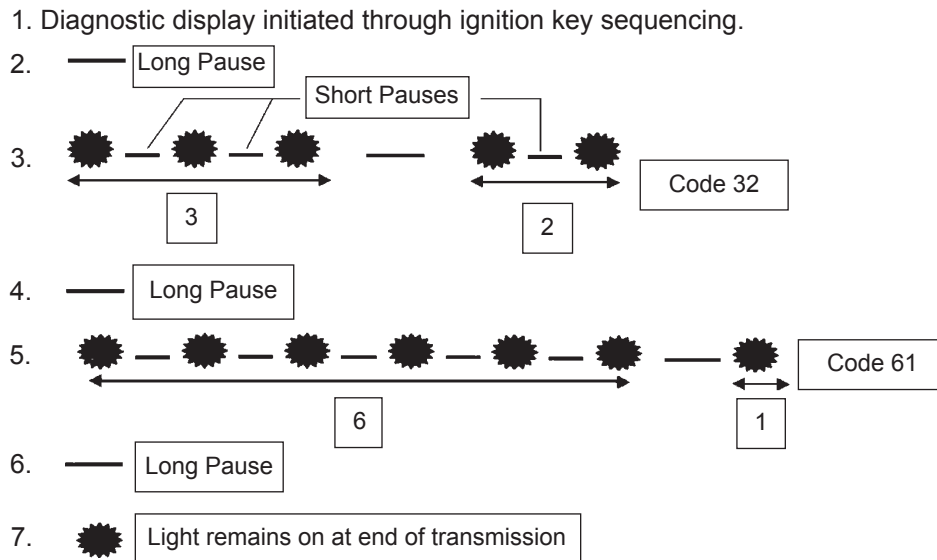 1. Diagnostic display initiated through ignition key sequencing.
2. Long Pause
Short Pauses
3. Code 32
3 2
4. Long Pause
5. Code 61
6 1
6. Long Pause
7. Light remains on at end of transmission